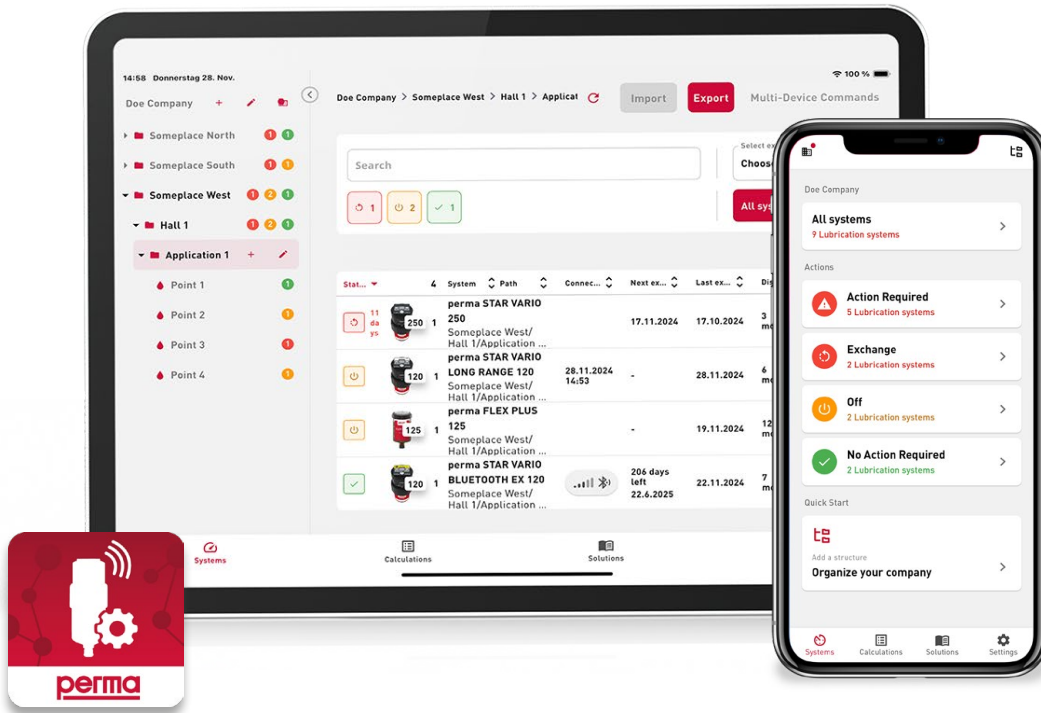 14:58 Donnerstag 28. Nov.
100 %
Doe Company +
Doe Company > Someplace West > Hall 1 >
Import
Export
Multi-Device Commands
Someplace North 1 1
Someplace South 1 1
Someplace West 1 2 1
Hall 1 1 2 1
Application 1 +
Point 1 1
Point 2 1
Point 3 1
Point 4 1
Search
Select
1
2
1
All
Stat...
4
System
Path
Connec...
Next ex...
Last ex...
11
da
ys
250
1
perma STAR VARIO
250
Someplace West/
Hall 1/Application ...
17.11.2024
17.10.2024
3
120
1
perma STAR VARIO
LONG RANGE 120
Someplace West/
Hall 1/Application ...
28.11.2024
14:53
-
28.11.2024
6
125
1
perma FLEX PLUS
125
Someplace West/
Hall 1/Application ...
-
19.11.2024
12
120
1
perma STAR VARIO
BLUETOOTH EX 120
Someplace West/
Hall 1/Application ...
206 days
left
22.6.2025
22.11.2024
7
Systems
Calculations
Solutions
Doe Company
All systems
9 Lubrication systems
Actions
Action Required
5 Lubrication systems
Exchange
2 Lubrication systems
Off
2 Lubrication systems
No Action Required
2 Lubrication systems
Quick Start
Add a structure
Organize your company
Systems
Calculations
Solutions
Settings
perma